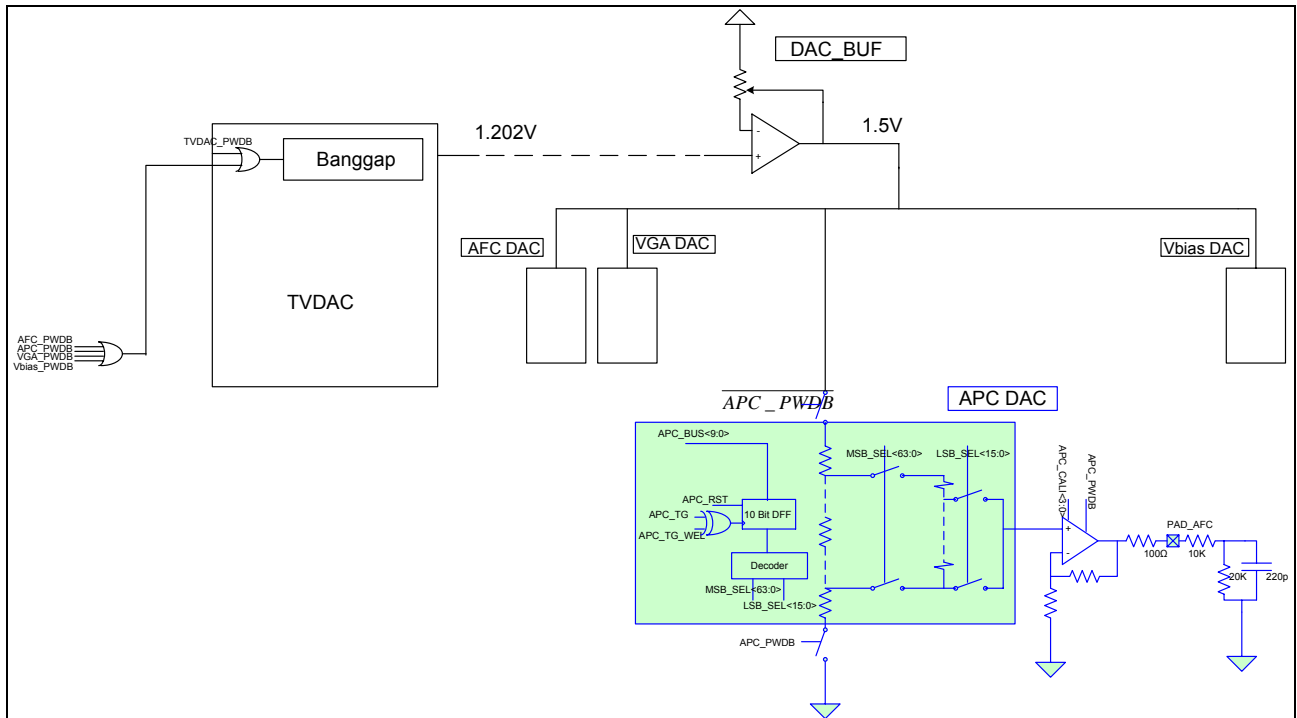 DAC_BUF
TVDAC_PWDB
Banggap
1.202V
-
+
1.5V
AFC DAC
VGA DAC
Vbias DAC
TVDAC
AFC_PWDB
APC_PWDB
VGA_PWDB
Vbias_PWDB
APC _ PWDB
APC DAC
APC_BUS<9:0>
MSB_SEL<63:0>
LSB_SEL<15:0>
APC_RST
APC_TG
10 Bit DFF
APC_TG_WEL
Decoder
MSB_SEL<63:0>
LSB_SEL<15:0>
APC_CALI<3:0>
APC_PWDB
+
-
PAD_AFC
100Ω
10K
20K
220p
APC_PWDB